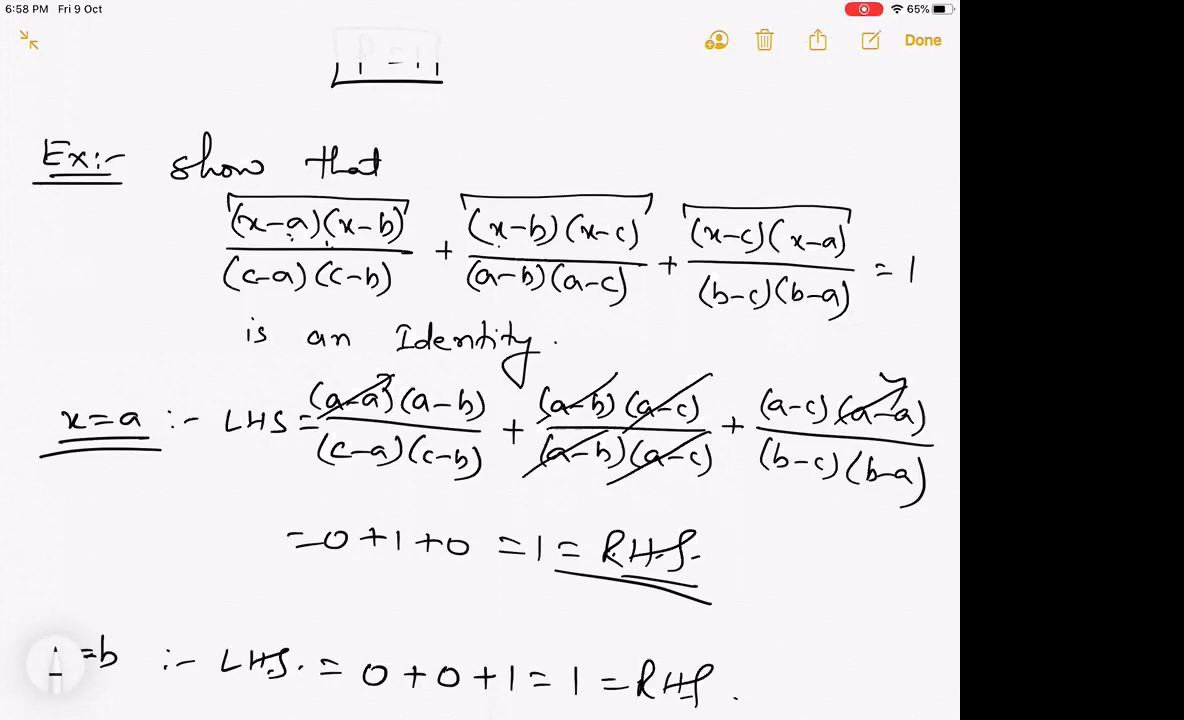 6:58 PM Fri 9 Oct 65%
Done
Ex:- Show that
(x-a)(x-b)/(c-a)(c-b) + (x-b)(x-c)/(a-b)(a-c) + (x-c)(x-a)/(b-c)(b-a) = 1
is an Identity.
x=a :- LHS = (a-a)(a-b)/(c-a)(c-b) + (a-b)(a-c)/(a-b)(a-c) + (a-c)(a-a)/(b-c)(b-a)
=0+1+0 =1 = RHS.
=b :- LHS. = 0+0+1 = 1 = RHS.